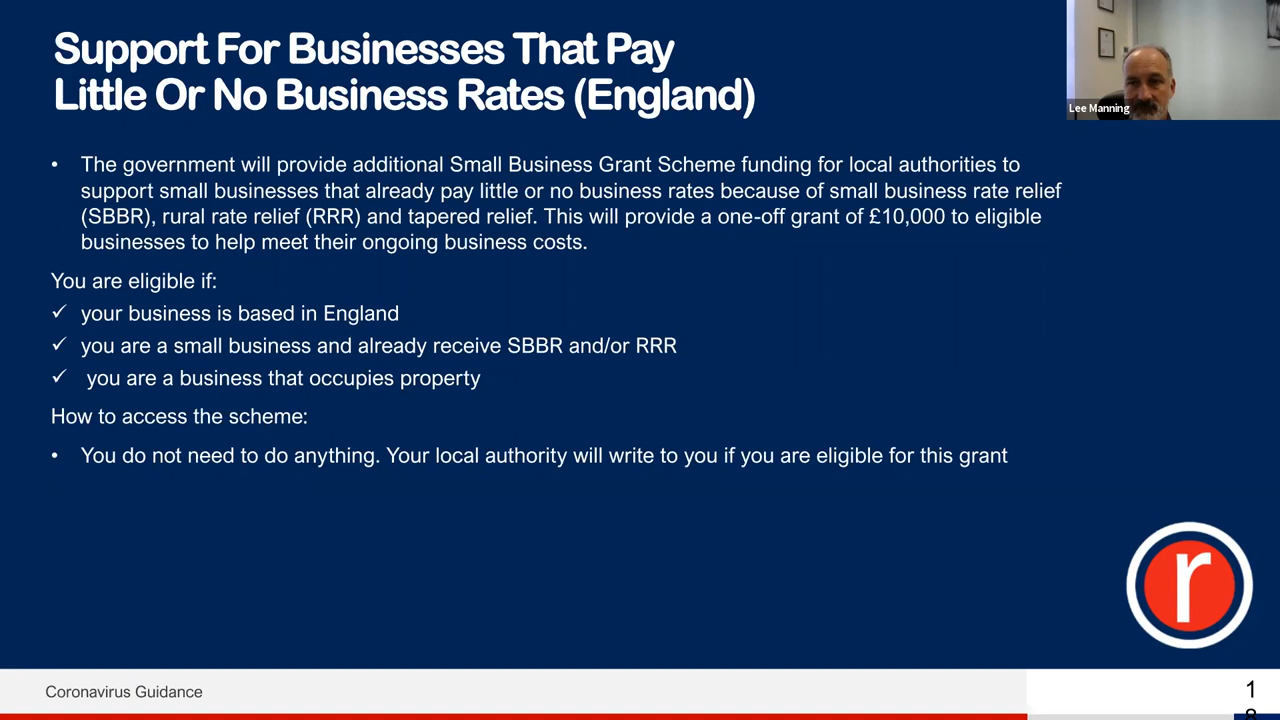 Support For Businesses That Pay
Little Or No Business Rates (England)
Lee Manning
• The government will provide additional Small Business Grant Scheme funding for local authorities to
support small businesses that already pay little or no business rates because of small business rate relief
(SBBR), rural rate relief (RRR) and tapered relief. This will provide a one-off grant of £10,000 to eligible
businesses to help meet their ongoing business costs.
You are eligible if:
✓ your business is based in England
✓ you are a small business and already receive SBBR and/or RRR
✓ you are a business that occupies property
How to access the scheme:
• You do not need to do anything. Your local authority will write to you if you are eligible for this grant
r
Coronavirus Guidance
1
8